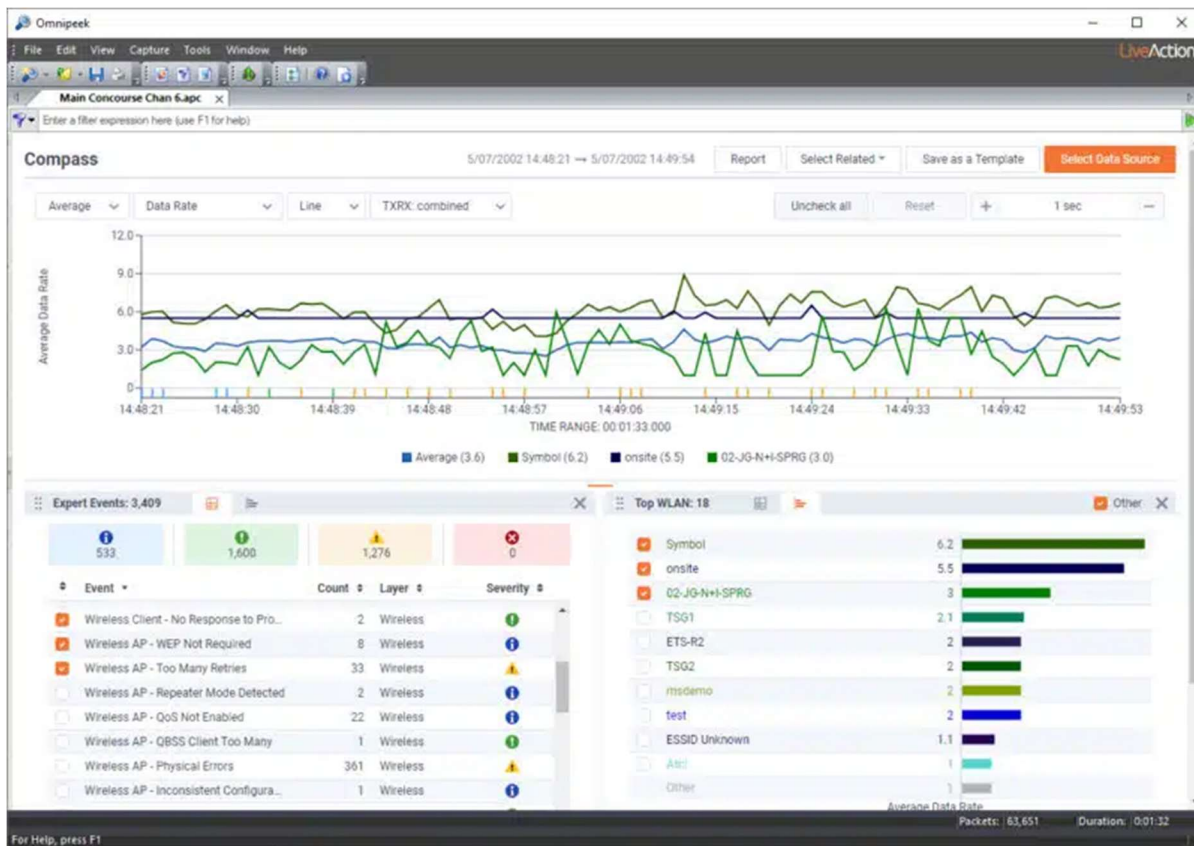 Omnipeek
File Edit View Capture Tools Window Help
LiveAction
Main Concourse Chan 6.apc
Enter a filter expression here (use F1 for help)
Compass
5/07/2002 14:48:21 → 5/07/2002 14:49:54
Report
Select Related
Save as a Template
Select Data Source
Average
Data Rate
Line
TXRX: combined
Uncheck all
Reset
+ 1 sec −
Average Data Rate
12.0
9.0
6.0
3.0
0
14:48:21 14:48:30 14:48:39 14:48:48 14:48:57 14:49:06 14:49:15 14:49:24 14:49:33 14:49:42 14:49:53
TIME RANGE: 00:01:33.000
Average (3.6) Symbol (6.2) onsite (5.5) 02-JG-N+I-SPRG (3.0)
Expert Events: 3,409
533 1,600 1,276 0
Event Count Layer Severity
Wireless Client - No Response to Pro... 2 Wireless
Wireless AP - WEP Not Required 8 Wireless
Wireless AP - Too Many Retries 33 Wireless
Wireless AP - Repeater Mode Detected 2 Wireless
Wireless AP - QoS Not Enabled 22 Wireless
Wireless AP - QBSS Client Too Many 1 Wireless
Wireless AP - Physical Errors 361 Wireless
Wireless AP - Inconsistent Configura... 1 Wireless
Top WLAN: 18
Other
Symbol 6.2
onsite 5.5
02-JG-N+I-SPRG 3
TSG1 2.1
ETS-R2 2
TSG2 2
msdemo 2
test 2
ESSID Unknown 1.1
1
Other 1
Average Data Rate
Packets: 63,651 Duration: 0:01:32
For Help, press F1